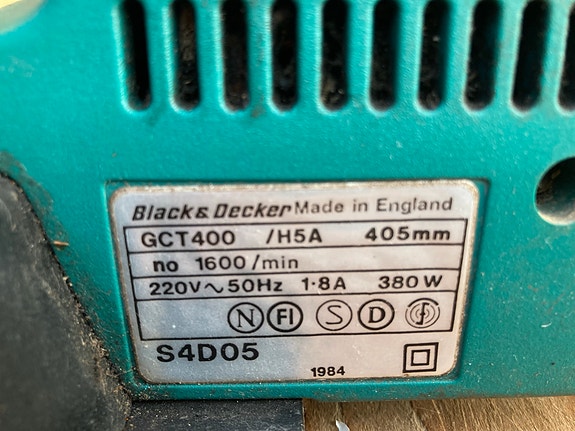 Black & Decker Made in England
GCT400 /H5A 405mm
no 1600/min
220V ~ 50Hz 1·8A 380W
N FI S D
S4D05
1984